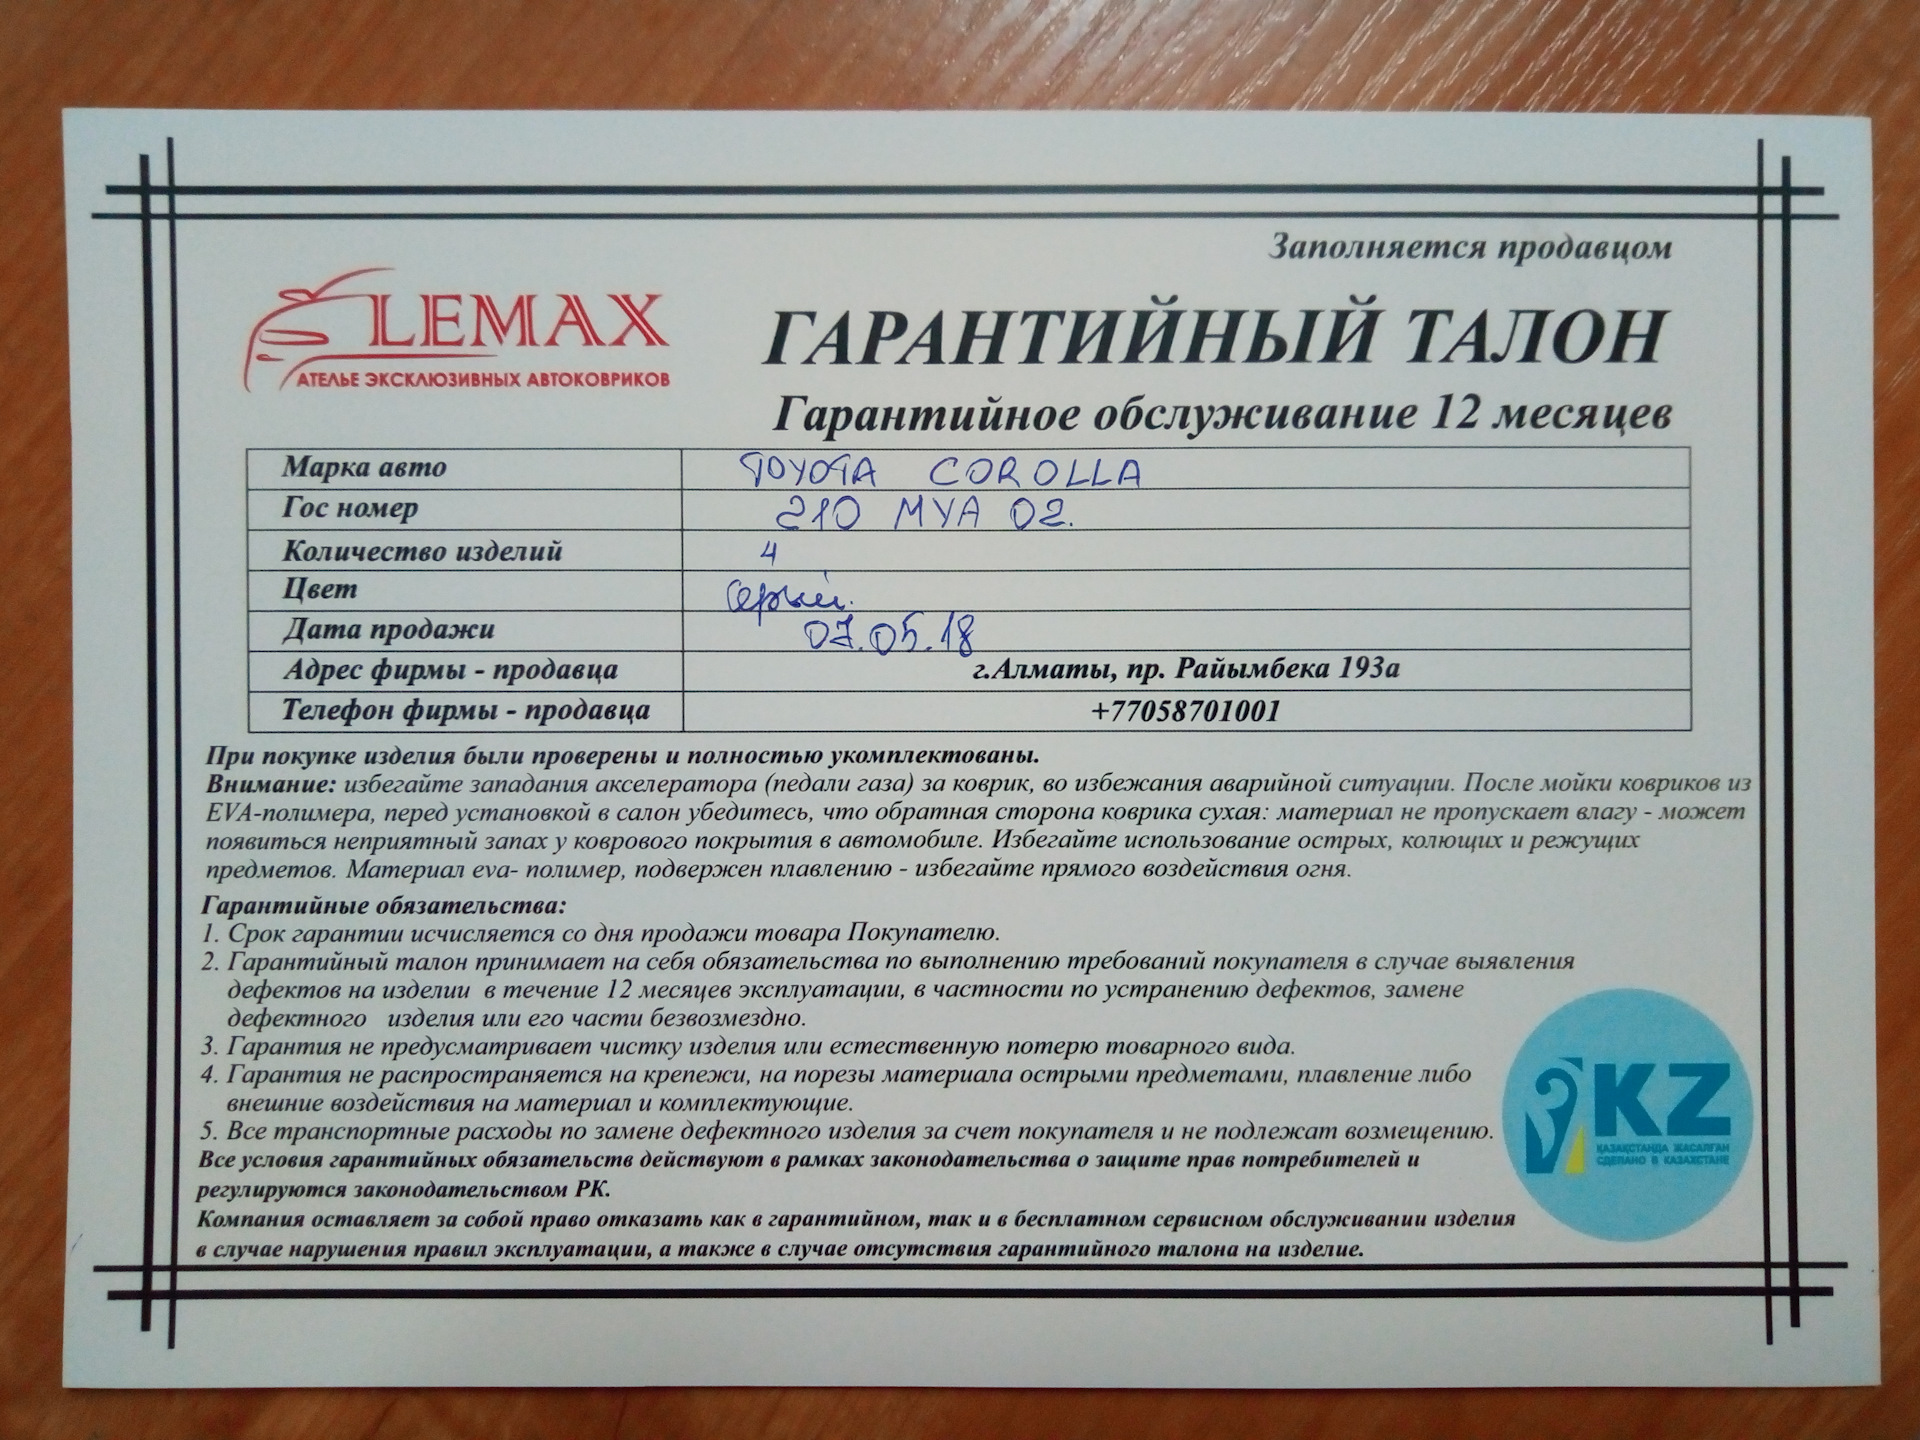 Заполняется продавцом
LEMAX
АТЕЛЬЕ ЭКСКЛЮЗИВНЫХ АВТОКОВРИКОВ
ГАРАНТИЙНЫЙ ТАЛОН
Гарантийное обслуживание 12 месяцев
Марка авто TOYOTA COROLLA
Гос номер 210 MYA 02.
Количество изделий 4
Цвет Серый.
Дата продажи 07.05.18
Адрес фирмы - продавца г.Алматы, пр. Райымбека 193а
Телефон фирмы - продавца +77058701001
При покупке изделия были проверены и полностью укомплектованы.
Внимание: избегайте западания акселератора (педали газа) за коврик, во избежания аварийной ситуации. После мойки ковриков из
EVA-полимера, перед установкой в салон убедитесь, что обратная сторона коврика сухая: материал не пропускает влагу - может
появиться неприятный запах у коврового покрытия в автомобиле. Избегайте использование острых, колющих и режущих
предметов. Материал eva- полимер, подвержен плавлению - избегайте прямого воздействия огня.
Гарантийные обязательства:
1. Срок гарантии исчисляется со дня продажи товара Покупателю.
2. Гарантийный талон принимает на себя обязательства по выполнению требований покупателя в случае выявления
дефектов на изделии в течение 12 месяцев эксплуатации, в частности по устранению дефектов, замене
дефектного изделия или его части безвозмездно.
3. Гарантия не предусматривает чистку изделия или естественную потерю товарного вида.
4. Гарантия не распространяется на крепежи, на порезы материала острыми предметами, плавление либо
внешние воздействия на материал и комплектующие.
5. Все транспортные расходы по замене дефектного изделия за счет покупателя и не подлежат возмещению.
Все условия гарантийных обязательств действуют в рамках законодательства о защите прав потребителей и
регулируются законодательством РК.
Компания оставляет за собой право отказать как в гарантийном, так и в бесплатном сервисном обслуживании изделия
в случае нарушения правил эксплуатации, а также в случае отсутствия гарантийного талона на изделие.
KZ
ҚАЗАҚСТАНДА ЖАСАЛҒАН
СДЕЛАНО В КАЗАХСТАНЕ